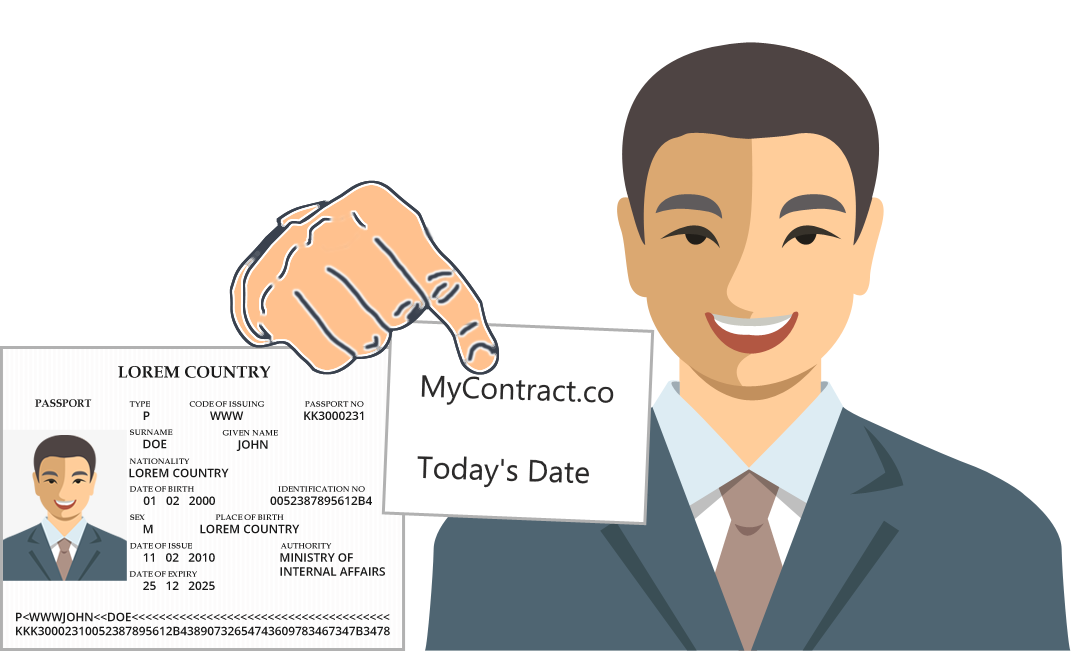 LOREM COUNTRY
PASSPORT
TYPE CODE OF ISSUING PASSPORT NO
P WWW KK3000231
SURNAME GIVEN NAME
DOE JOHN
NATIONALITY
LOREM COUNTRY
DATE OF BIRTH IDENTIFICATION NO
01 02 2000 0052387895612B4
SEX PLACE OF BIRTH
M LOREM COUNTRY
DATE OF ISSUE AUTHORITY
11 02 2010 MINISTRY OF
INTERNAL AFFAIRS
DATE OF EXPIRY
25 12 2025
P<WWWJOHN<<DOE<<<<<<<<<<<<<<<<<<<<<<<<<<<<<<<<<<<
KKK30002310052387895612B43890732654743609783467347B3478
MyContract.co
Today's Date